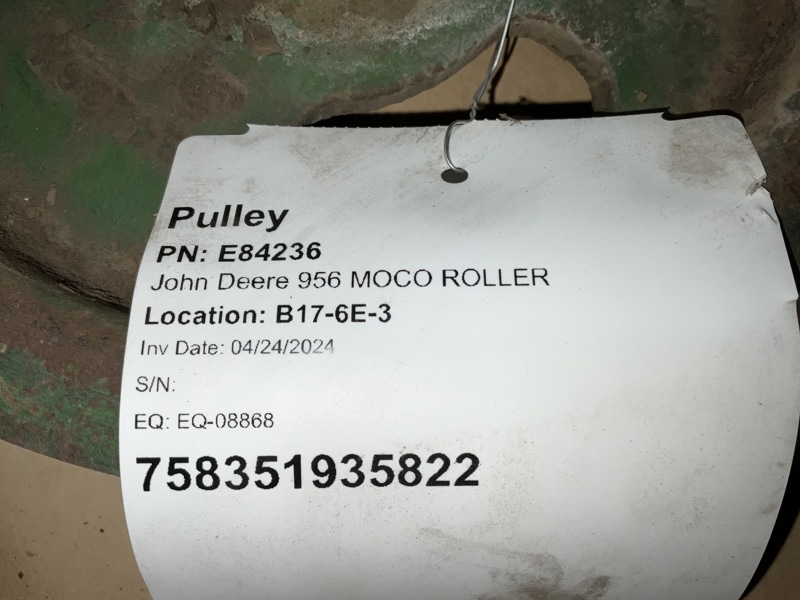 Pulley
PN: E84236
John Deere 956 MOCO ROLLER
Location: B17-6E-3
Inv Date: 04/24/2024
S/N:
EQ: EQ-08868
758351935822